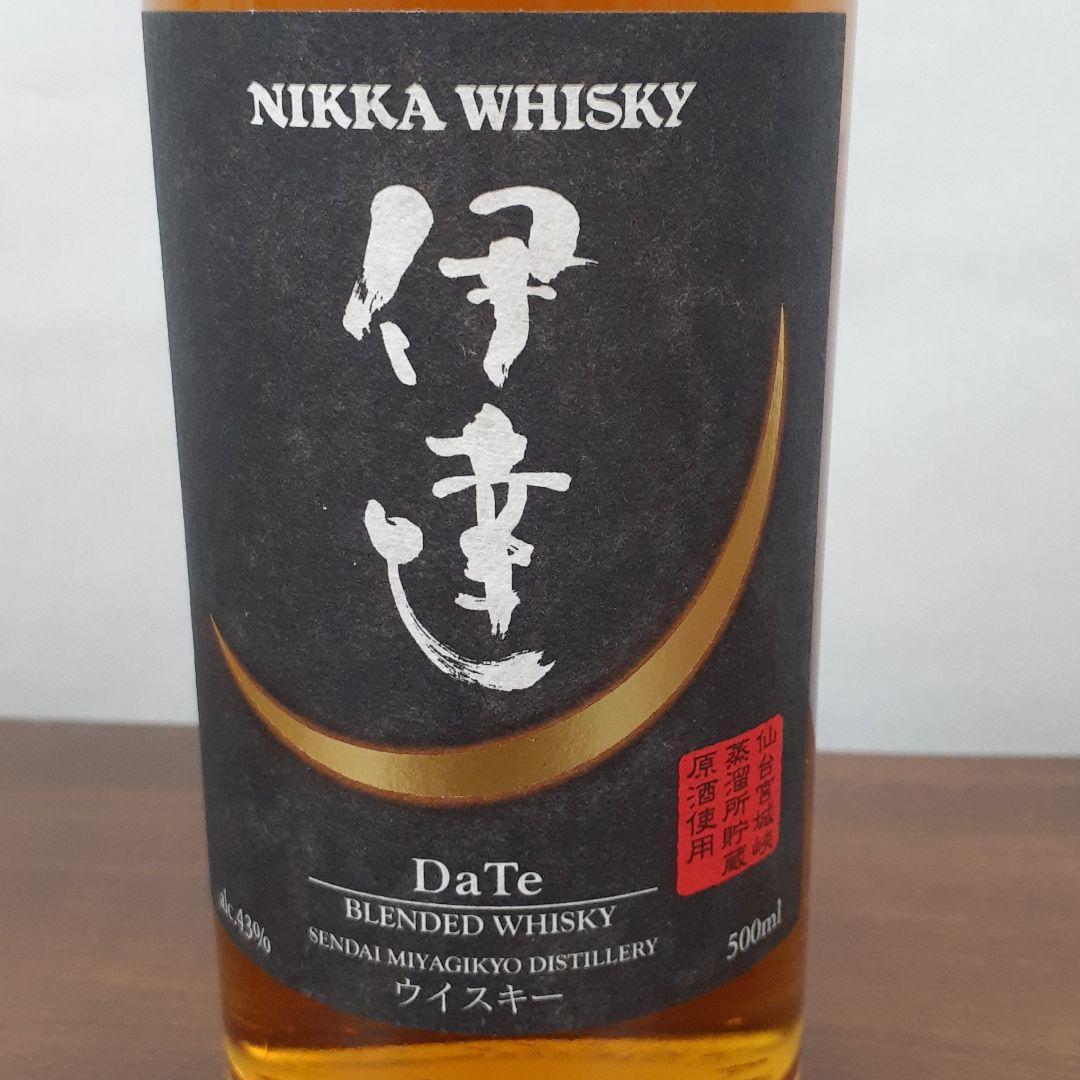 NIKKA WHISKY
伊達
仙台宮城峡
蒸溜所貯蔵
原酒使用
DaTe
BLENDED WHISKY
SENDAI MIYAGIKYO DISTILLERY
ウイスキー
alc.43%
500ml